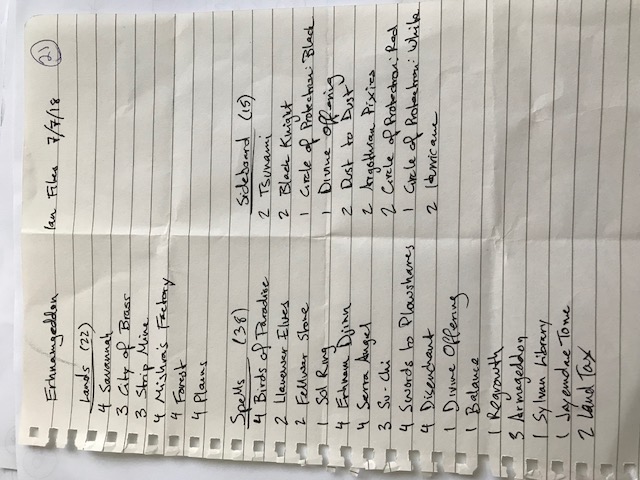 Erhnamgeddon Ian Files 7/7/18 21
Lands (22)
4 Savannah
3 City of Brass
3 Strip Mine
4 Mishra's Factory
4 Forest
4 Plains
Spells (38)
4 Birds of Paradise
2 Llanowar Elves
2 Fellwar Stone
1 Sol Ring
4 Erhnam Djinn
4 Serra Angel
3 Su-Chi
4 Swords to Plowshares
4 Disenchant
1 Divine Offering
1 Balance
1 Regrowth
3 Armageddon
1 Sylvan Library
1 Jayemdae Tome
2 Land Tax
Sideboard (15)
2 Tsunami
2 Black Knight
1 Circle of Protection: Black
1 Divine Offering
2 Dust to Dust
2 Argothian Pixies
2 Circle of Protection: Red
1 Circle of Protection: White
2 Hurricane